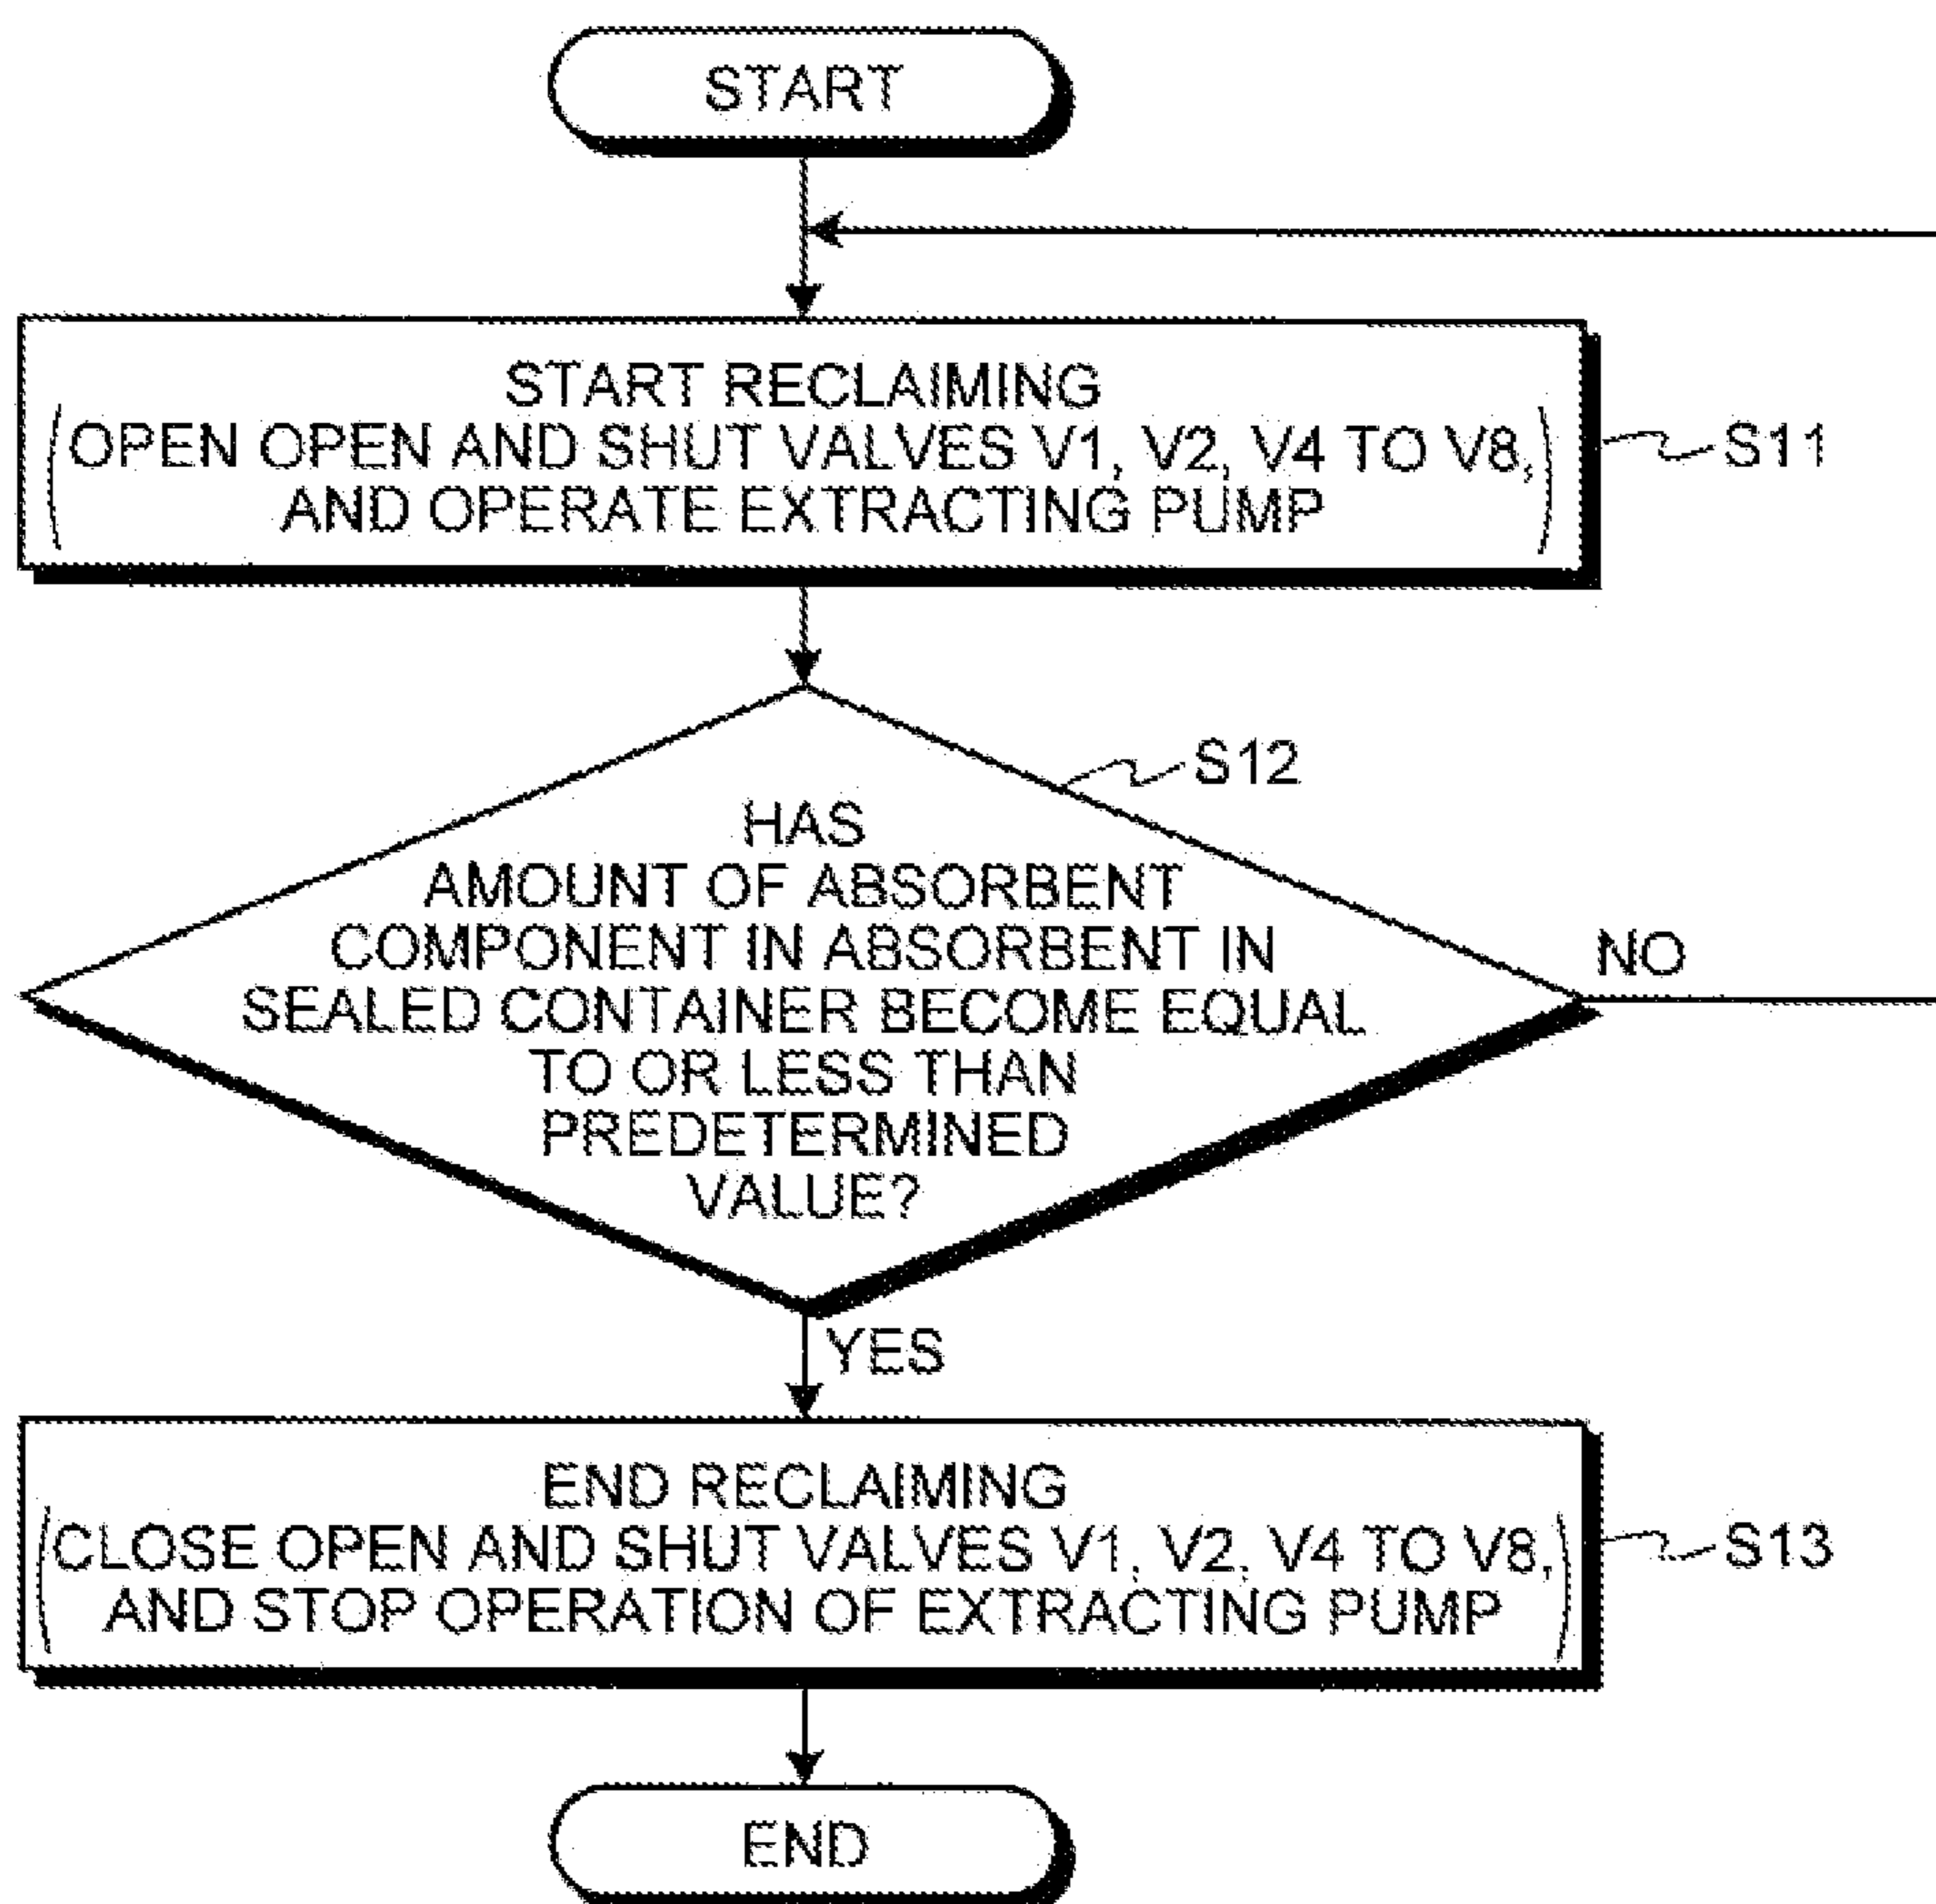 START
START RECLAIMING
(OPEN OPEN AND SHUT VALVES V1, V2, V4 TO V8,
AND OPERATE EXTRACTING PUMP)
S11
S12
HAS
AMOUNT OF ABSORBENT
COMPONENT IN ABSORBENT IN
SEALED CONTAINER BECOME EQUAL
TO OR LESS THAN
PREDETERMINED
VALUE?
NO
YES
END RECLAIMING
(CLOSE OPEN AND SHUT VALVES V1, V2, V4 TO V8,
AND STOP OPERATION OF EXTRACTING PUMP)
S13
END